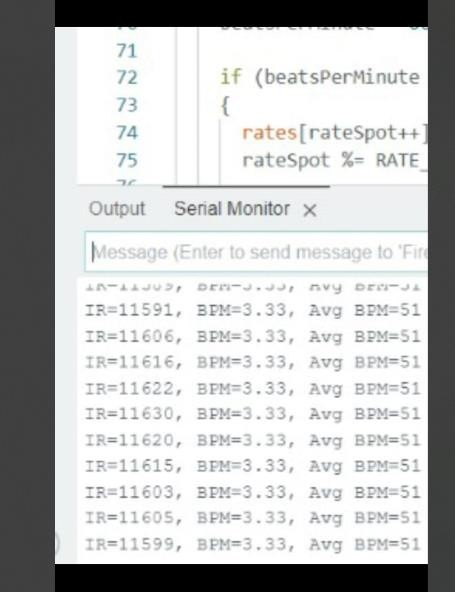 71
72 if (beatsPerMinute
73 {
74 rates[rateSpot++]
75 rateSpot %= RATE_
Output Serial Monitor ×
Message (Enter to send message to 'Fire
IR=11591, BPM=3.33, Avg BPM=51
IR=11606, BPM=3.33, Avg BPM=51
IR=11616, BPM=3.33, Avg BPM=51
IR=11622, BPM=3.33, Avg BPM=51
IR=11630, BPM=3.33, Avg BPM=51
IR=11620, BPM=3.33, Avg BPM=51
IR=11615, BPM=3.33, Avg BPM=51
IR=11603, BPM=3.33, Avg BPM=51
IR=11605, BPM=3.33, Avg BPM=51
IR=11599, BPM=3.33, Avg BPM=51